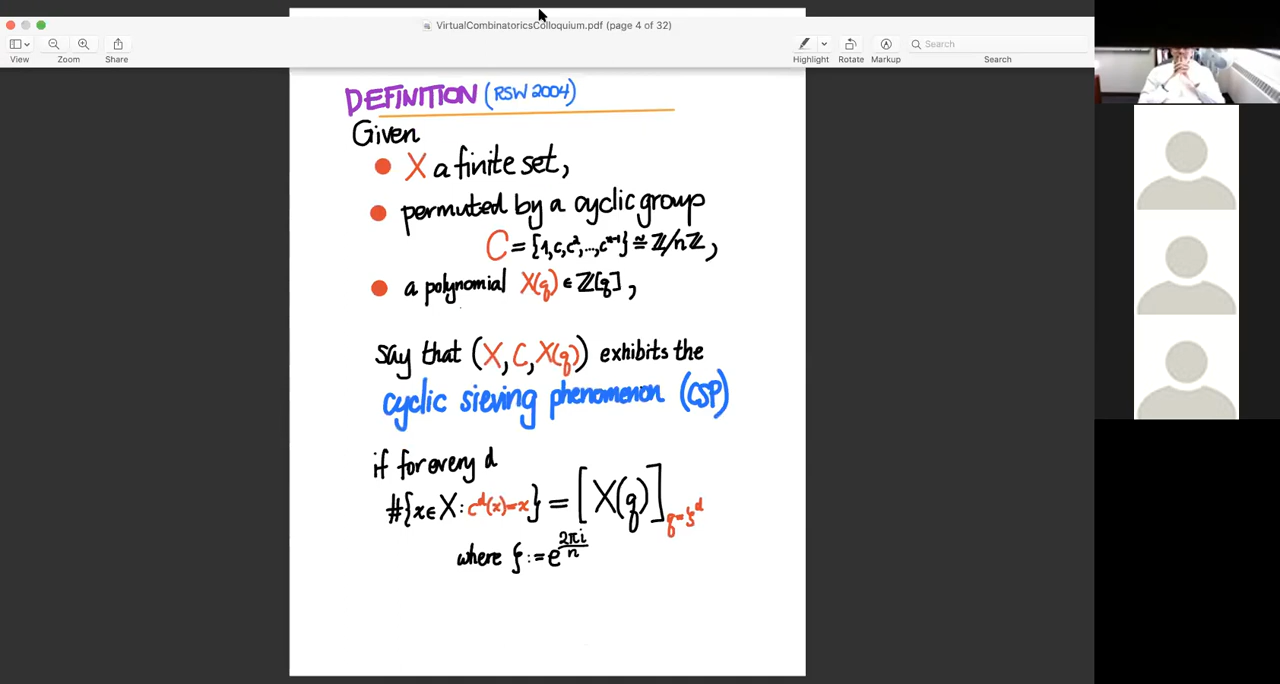 VirtualCombinatoricsColloquium.pdf (page 4 of 32)
View Zoom Share Highlight Rotate Markup Search
Search
DEFINITION (RSW 2004)
Given
• X a finite set,
• permuted by a cyclic group
C = {1, c, c², ..., cⁿ⁻¹} ≅ ℤ/nℤ,
• a polynomial X(q) ∈ ℤ[q],
say that (X, C, X(q)) exhibits the
cyclic sieving phenomenon (CSP)
if for every d
#{x ∈ X : c^d(x) = x} = [X(q)]_{q=ζ^d}
where ζ := e^{2πi/n}